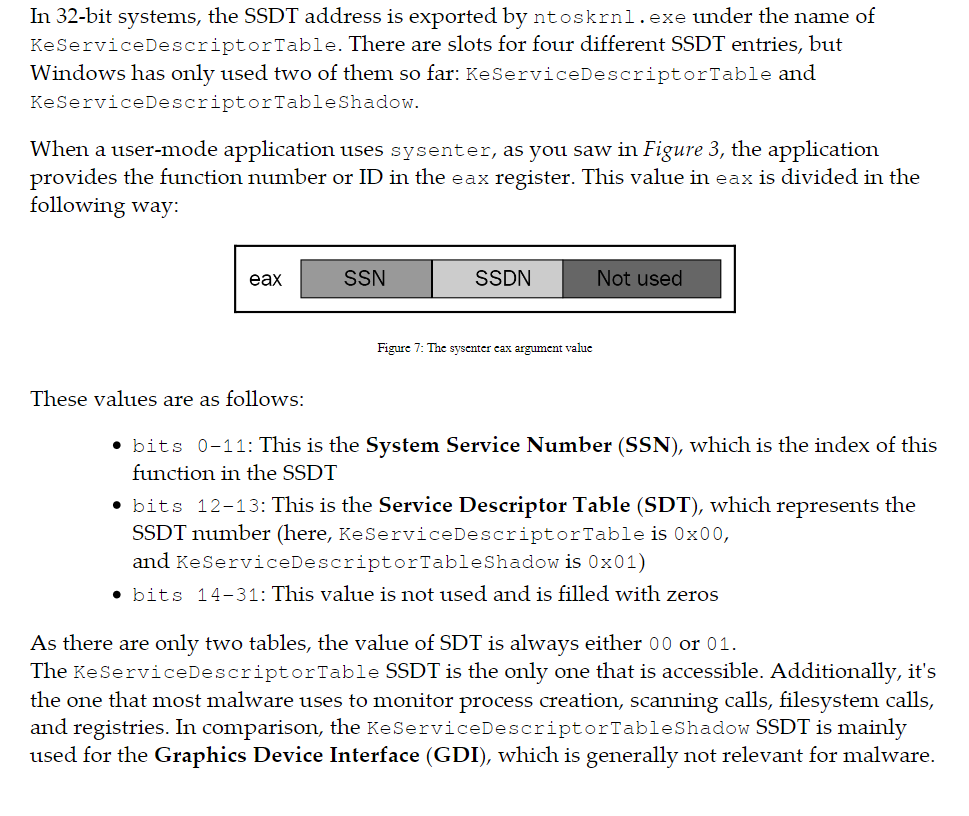 In 32-bit systems, the SSDT address is exported by ntoskrnl.exe under the name of
KeServiceDescriptorTable. There are slots for four different SSDT entries, but
Windows has only used two of them so far: KeServiceDescriptorTable and
KeServiceDescriptorTableShadow.
When a user-mode application uses sysenter, as you saw in Figure 3, the application
provides the function number or ID in the eax register. This value in eax is divided in the
following way:
eax SSN SSDN Not used
Figure 7: The sysenter eax argument value
These values are as follows:
• bits 0-11: This is the System Service Number (SSN), which is the index of this
function in the SSDT
• bits 12-13: This is the Service Descriptor Table (SDT), which represents the
SSDT number (here, KeServiceDescriptorTable is 0x00,
and KeServiceDescriptorTableShadow is 0x01)
• bits 14-31: This value is not used and is filled with zeros
As there are only two tables, the value of SDT is always either 00 or 01.
The KeServiceDescriptorTable SSDT is the only one that is accessible. Additionally, it's
the one that most malware uses to monitor process creation, scanning calls, filesystem calls,
and registries. In comparison, the KeServiceDescriptorTableShadow SSDT is mainly
used for the Graphics Device Interface (GDI), which is generally not relevant for malware.